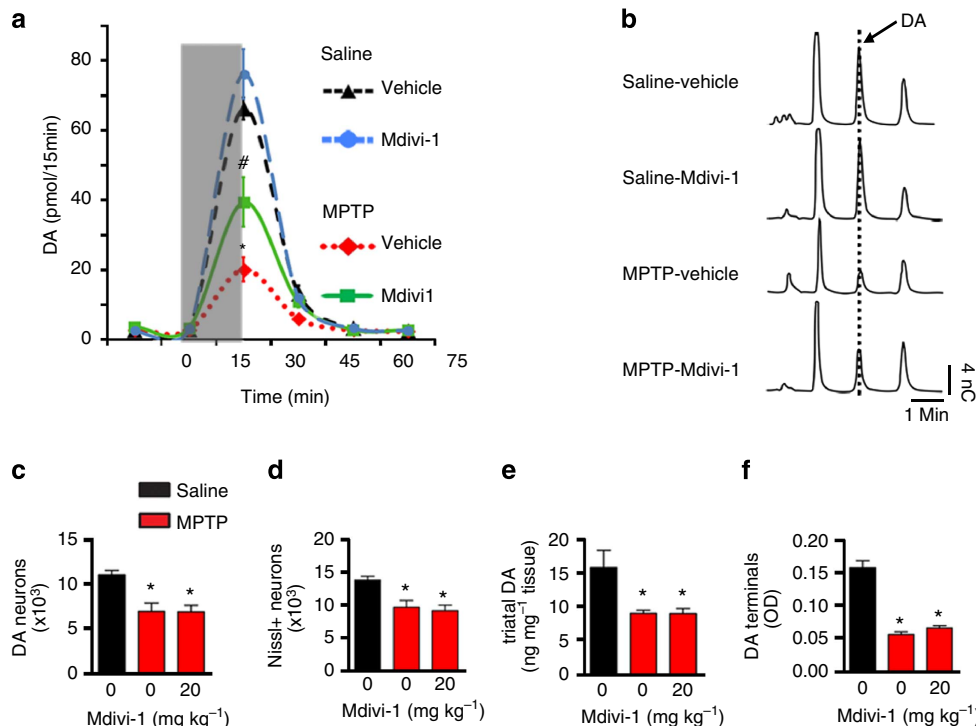 a
Saline
Vehicle
Mdivi-1
MPTP
Vehicle
Mdivi1
#
*
DA (pmol/15min)
80
60
40
20
0
0 15 30 45 60 75
Time (min)
b
DA
Saline-vehicle
Saline-Mdivi-1
MPTP-vehicle
MPTP-Mdivi-1
4 nC
1 Min
c
Saline
MPTP
DA neurons
(x10³)
15
10
5
0
* *
0 0 20
Mdivi-1 (mg kg⁻¹)
d
Nissl+ neurons
(x10³)
20
15
10
5
0
* *
0 0 20
e
triatal DA
(ng mg⁻¹ tissue)
20
15
10
5
0
* *
0 0 20
Mdivi-1 (mg kg⁻¹)
f
DA terminals
(OD)
0.20
0.15
0.10
0.05
0.00
* *
0 0 20
Mdivi-1 (mg kg⁻¹)
Mdivi-1 (mg kg⁻¹)